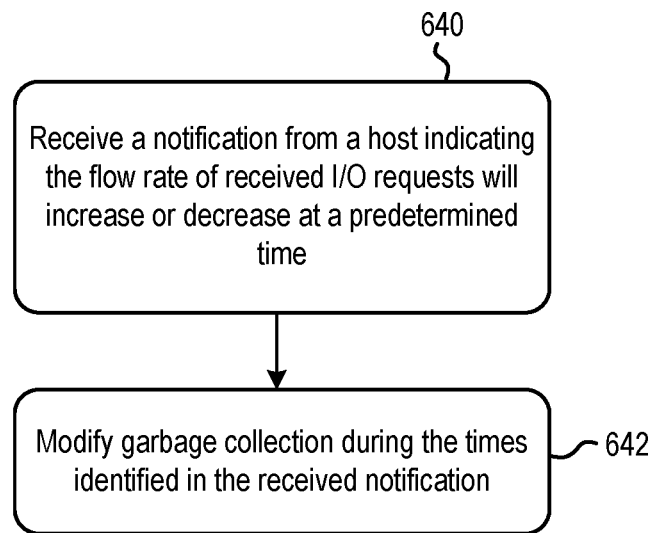 640
Receive a notification from a host indicating
the flow rate of received I/O requests will
increase or decrease at a predetermined
time
Modify garbage collection during the times
identified in the received notification
642